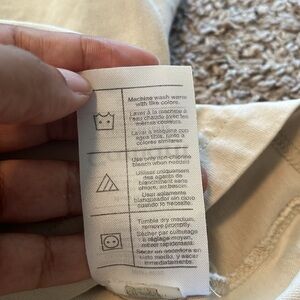 Machine wash warm
with like colors.
Laver à la machine à
l'eau chaude avec les
mêmes couleurs.
Lavar a máquina con
agua tibia, junto a
colores similares.
Use only non-chlorine
bleach when needed
Utiliser uniquement
des agents de
blanchiment sans
chlore, au besoin.
Usar solamente
blanqueador sin cloro
cuando lo necesite.
Tumble dry medium,
remove promptly.
Sécher par culbutage
à réglage moyen,
retirer rapidement.
Secar en secadora en
ciclo medio, y sacar
inmediatamente.